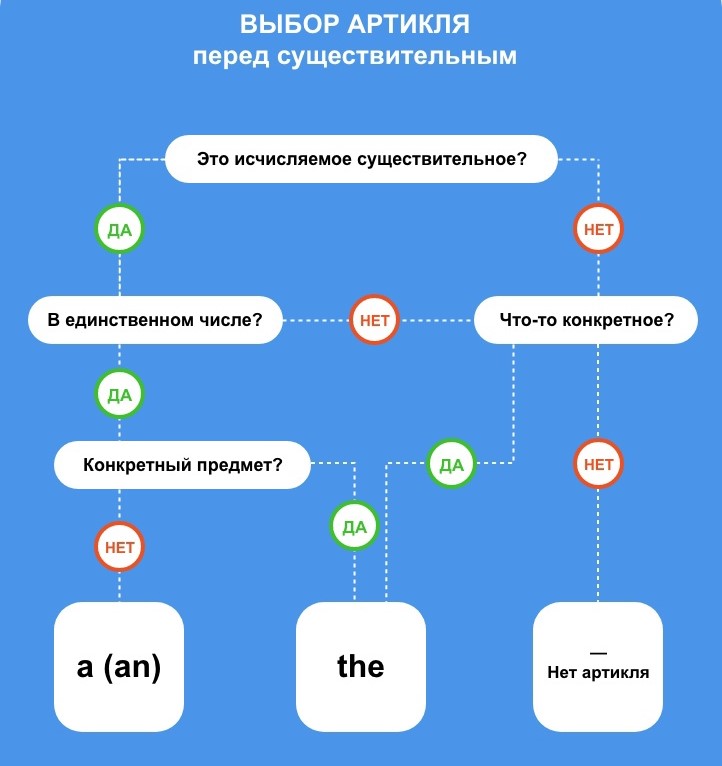 ВЫБОР АРТИКЛЯ
перед существительным
Это исчисляемое существительное?
ДА
НЕТ
В единственном числе?
НЕТ
Что-то конкретное?
ДА
Конкретный предмет?
ДА
НЕТ
ДА
НЕТ
a (an)
the
—
Нет артикля